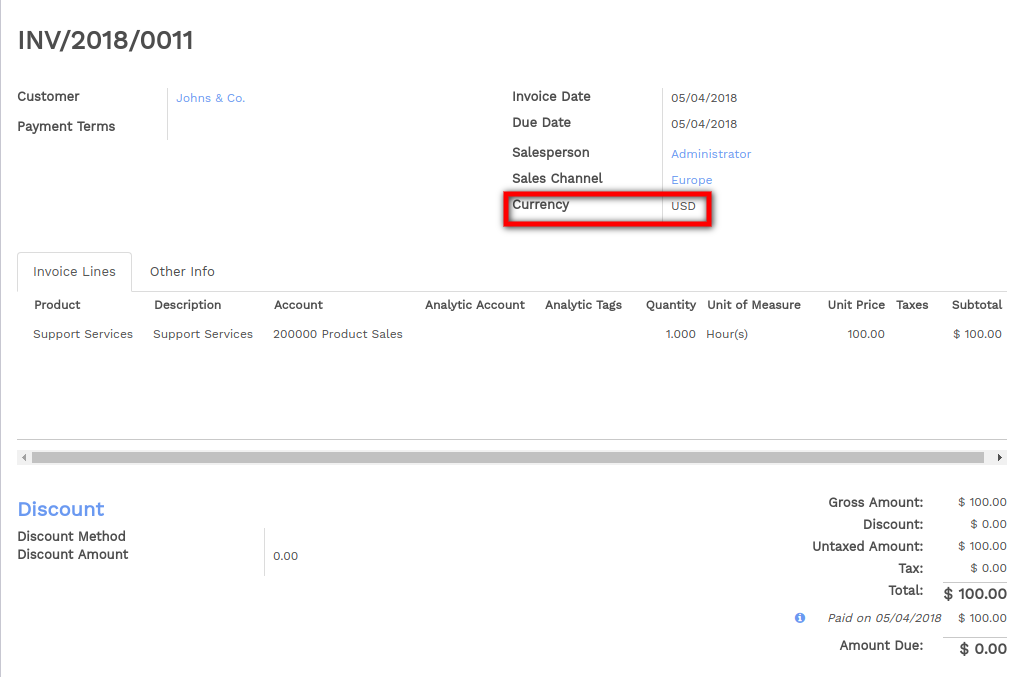 INV/2018/0011
Customer Johns & Co.
Payment Terms
Invoice Date 05/04/2018
Due Date 05/04/2018
Salesperson Administrator
Sales Channel Europe
Currency USD
Invoice Lines Other Info
Product Description Account Analytic Account Analytic Tags Quantity Unit of Measure Unit Price Taxes Subtotal
Support Services Support Services 200000 Product Sales 1.000 Hour(s) 100.00 $ 100.00
Discount
Discount Method
Discount Amount 0.00
Gross Amount: $ 100.00
Discount: $ 0.00
Untaxed Amount: $ 100.00
Tax: $ 0.00
Total: $ 100.00
Paid on 05/04/2018 $ 100.00
Amount Due: $ 0.00